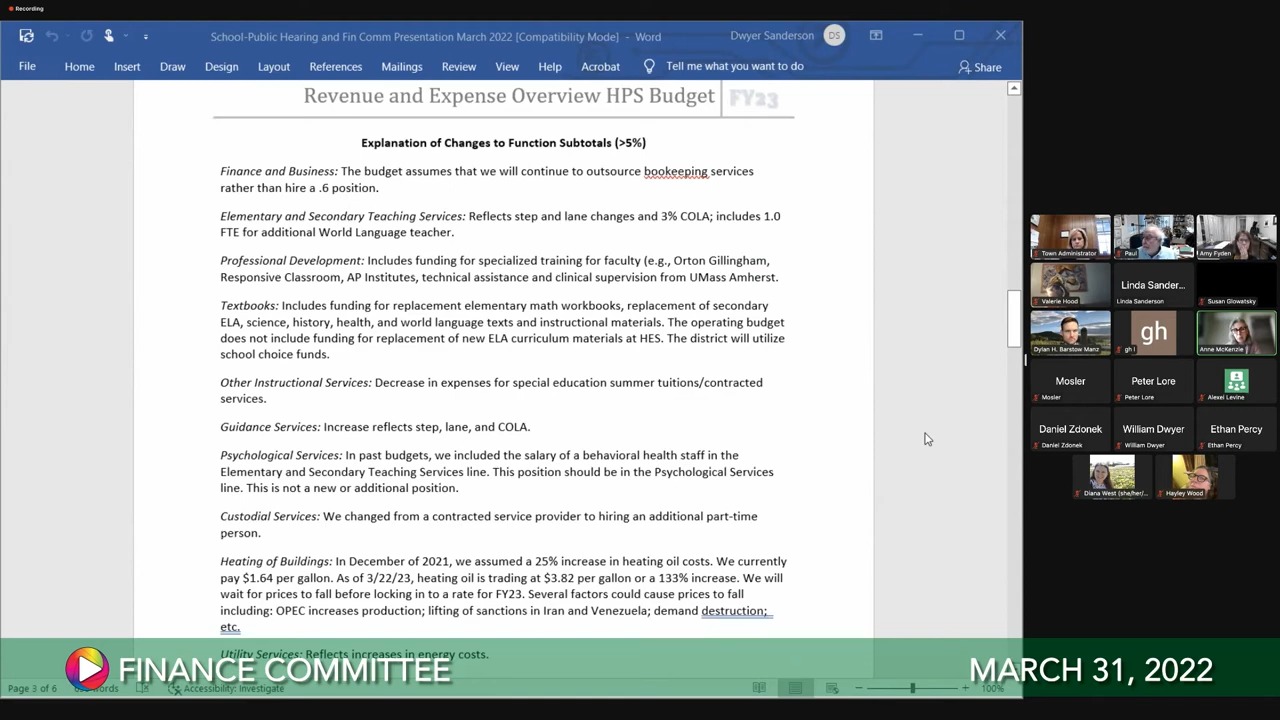 Recording
School-Public Hearing and Fin Comm Presentation March 2022 [Compatibility Mode] - Word
Dwyer Sanderson
DS
File Home Insert Draw Design Layout References Mailings Review View Help Acrobat Tell me what you want to do Share
Revenue and Expense Overview HPS Budget FY23
Explanation of Changes to Function Subtotals (>5%)
Finance and Business: The budget assumes that we will continue to outsource bookeeping services
rather than hire a .6 position.
Elementary and Secondary Teaching Services: Reflects step and lane changes and 3% COLA; includes 1.0
FTE for additional World Language teacher.
Professional Development: Includes funding for specialized training for faculty (e.g., Orton Gillingham,
Responsive Classroom, AP Institutes, technical assistance and clinical supervision from UMass Amherst.
Textbooks: Includes funding for replacement elementary math workbooks, replacement of secondary
ELA, science, history, health, and world language texts and instructional materials. The operating budget
does not include funding for replacement of new ELA curriculum materials at HES. The district will utilize
school choice funds.
Other Instructional Services: Decrease in expenses for special education summer tuitions/contracted
services.
Guidance Services: Increase reflects step, lane, and COLA.
Psychological Services: In past budgets, we included the salary of a behavioral health staff in the
Elementary and Secondary Teaching Services line. This position should be in the Psychological Services
line. This is not a new or additional position.
Custodial Services: We changed from a contracted service provider to hiring an additional part-time
person.
Heating of Buildings: In December of 2021, we assumed a 25% increase in heating oil costs. We currently
pay $1.64 per gallon. As of 3/22/23, heating oil is trading at $3.82 per gallon or a 133% increase. We will
wait for prices to fall before locking in to a rate for FY23. Several factors could cause prices to fall
including: OPEC increases production; lifting of sanctions in Iran and Venezuela; demand destruction;
etc.
Utility Services: Reflects increases in energy costs.
Page 3 of 6
Accessibility: Investigate
100%
FINANCE COMMITTEE
MARCH 31, 2022
Town Administrator
Paul
Amy Fyden
Valerie Hood
Linda Sander...
Linda Sanderson
Susan Glowatsky
Dylan H. Barstow Manz
gh
gh l
Anne McKenzie
Mosler
Mosler
Peter Lore
Peter Lore
Alexel Levine
Daniel Zdonek
Daniel Zdonek
William Dwyer
William Dwyer
Ethan Percy
Ethan Percy
Diana West (she/her/...
Hayley Wood